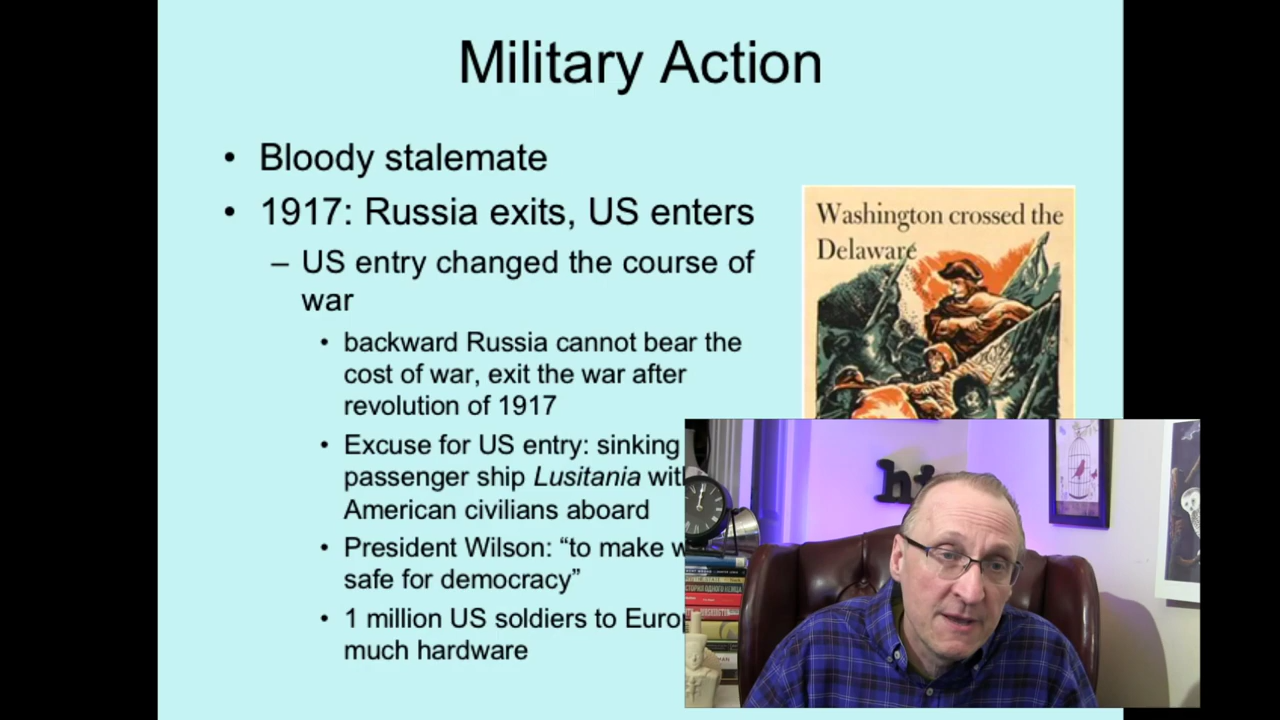 Military Action
• Bloody stalemate
• 1917: Russia exits, US enters
– US entry changed the course of
war
• backward Russia cannot bear the
cost of war, exit the war after
revolution of 1917
• Excuse for US entry: sinking
passenger ship Lusitania
American civilians aboard
• President Wilson: “to make
safe for democracy”
• 1 million US soldiers to
much hardware
Washington crossed the
Delaware